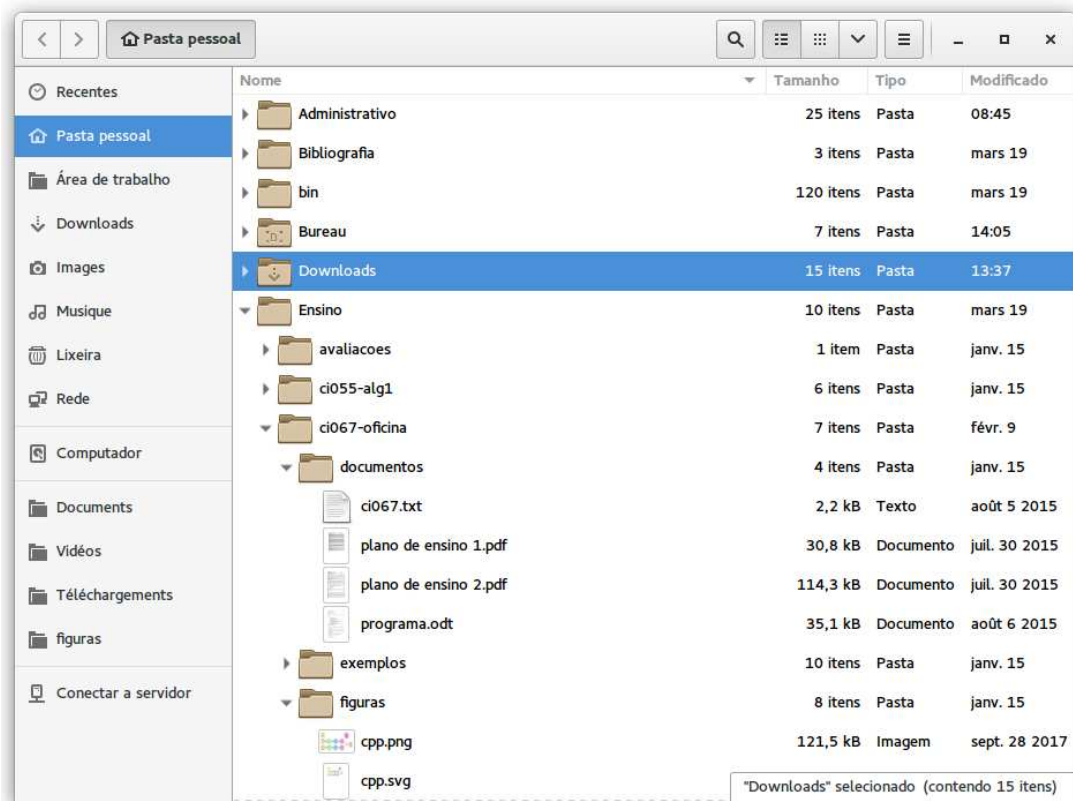 Pasta pessoal
Recentes
Pasta pessoal
Área de trabalho
Downloads
Images
Musique
Lixeira
Rede
Computador
Documents
Vidéos
Téléchargements
figuras
Conectar a servidor
Nome Tamanho Tipo Modificado
Administrativo 25 itens Pasta 08:45
Bibliografia 3 itens Pasta mars 19
bin 120 itens Pasta mars 19
Bureau 7 itens Pasta 14:05
Downloads 15 itens Pasta 13:37
Ensino 10 itens Pasta mars 19
avaliacoes 1 item Pasta janv. 15
ci055-alg1 6 itens Pasta janv. 15
ci067-oficina 7 itens Pasta févr. 9
documentos 4 itens Pasta janv. 15
ci067.txt 2,2 kB Texto août 5 2015
plano de ensino 1.pdf 30,8 kB Documento juil. 30 2015
plano de ensino 2.pdf 114,3 kB Documento juil. 30 2015
programa.odt 35,1 kB Documento août 6 2015
exemplos 10 itens Pasta janv. 15
figuras 8 itens Pasta janv. 15
cpp.png 121,5 kB Imagem sept. 28 2017
cpp.svg
"Downloads" selecionado (contendo 15 itens)